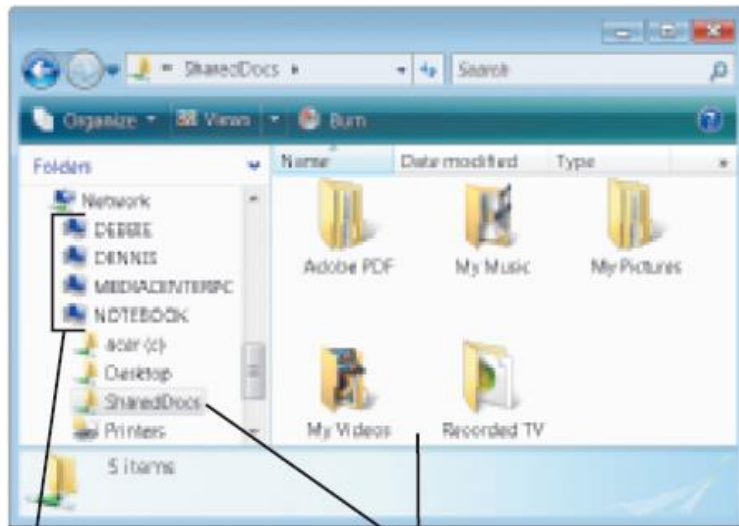 SharedDocs
Search
Organize
Views
Burn
Folders
Name Date modified Type
Network
DEBBIE
DENNIS
MEDIACENTERPC
NOTEBOOK
acer (c)
Desktop
SharedDocs
Printers
Adobe PDF
My Music
My Pictures
My Videos
Recorded TV
5 items